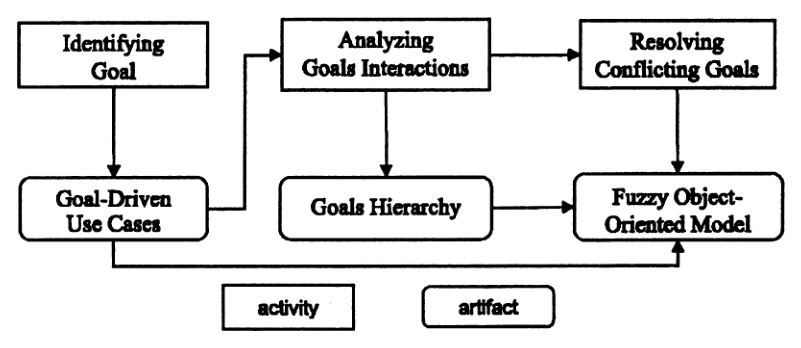 Identifying
Goal
Analyzing
Goals Interactions
Resolving
Conflicting Goals
Goal-Driven
Use Cases
Goals Hierarchy
Fuzzy Object-
Oriented Model
activity
artifact